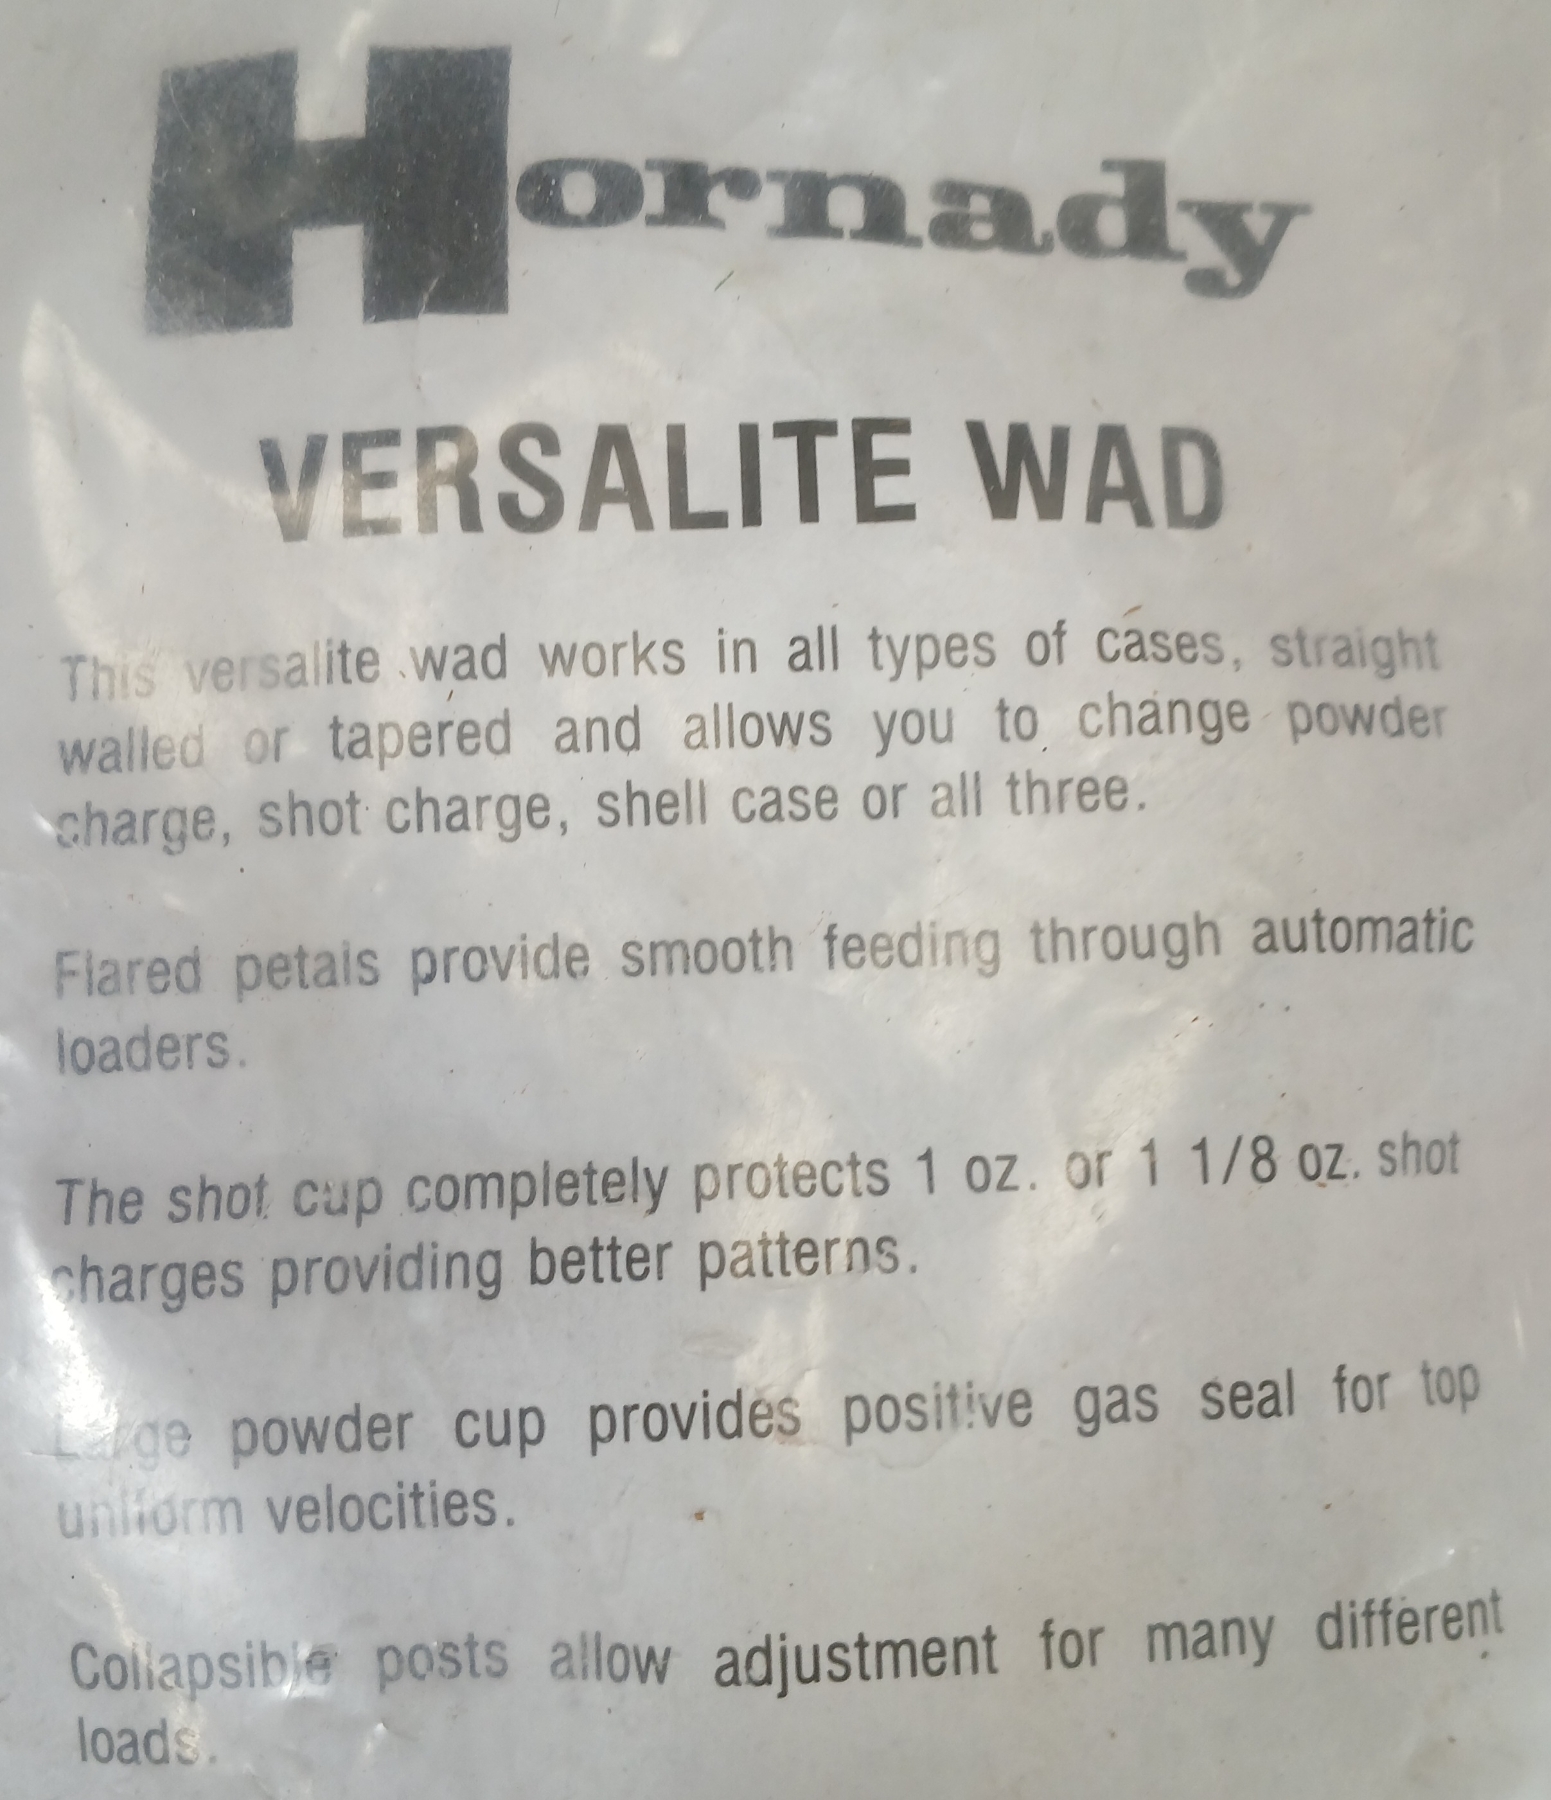 Hornady
VERSALITE WAD
This versalite wad works in all types of cases, straight
walled or tapered and allows you to change powder
charge, shot charge, shell case or all three.
Flared petals provide smooth feeding through automatic
loaders.
The shot cup completely protects 1 oz. or 1 1/8 oz. shot
charges providing better patterns.
Large powder cup provides positive gas seal for top
uniform velocities.
Collapsible posts allow adjustment for many different
loads.